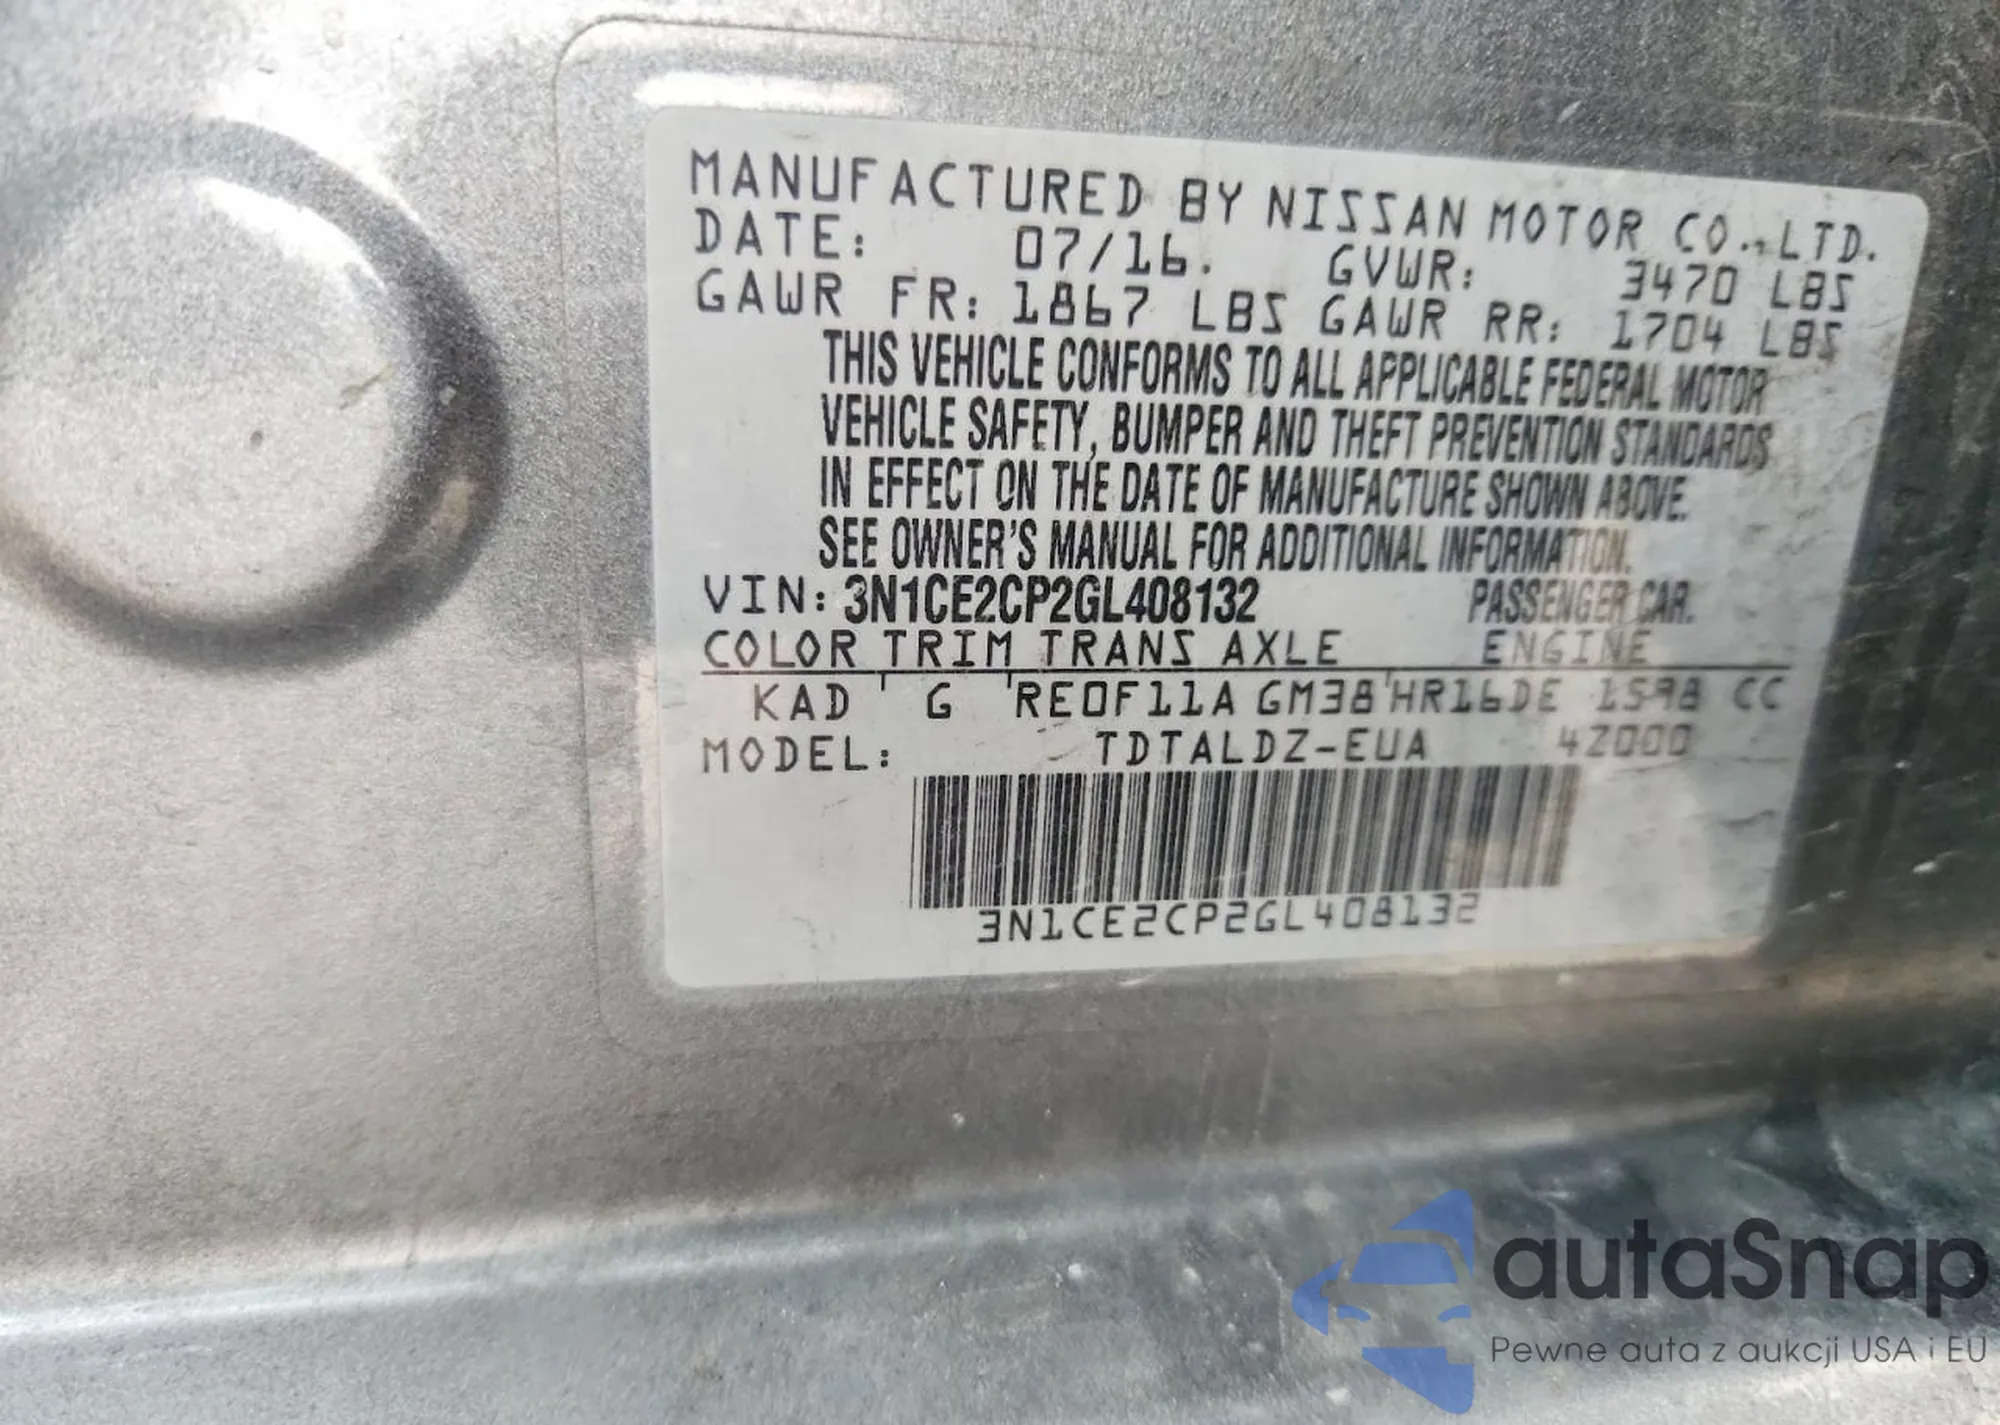 MANUFACTURED BY NISSAN MOTOR CO.,LTD.
DATE: 07/16. GVWR: 3470 LBS
GAWR FR: 1867 LBS GAWR RR: 1704 LBS
THIS VEHICLE CONFORMS TO ALL APPLICABLE FEDERAL MOTOR
VEHICLE SAFETY, BUMPER AND THEFT PREVENTION STANDARDS
IN EFFECT ON THE DATE OF MANUFACTURE SHOWN ABOVE.
SEE OWNER'S MANUAL FOR ADDITIONAL INFORMATION.
VIN: 3N1CE2CP2GL408132 PASSENGER CAR.
COLOR TRIM TRANS AXLE ENGINE
KAD G RE0F11A GM38 HR16DE 1598 CC
MODEL: TDTALDZ-EUA 4Z000
3N1CE2CP2GL408132
autaSnap
Pewne auta z aukcji USA i EU